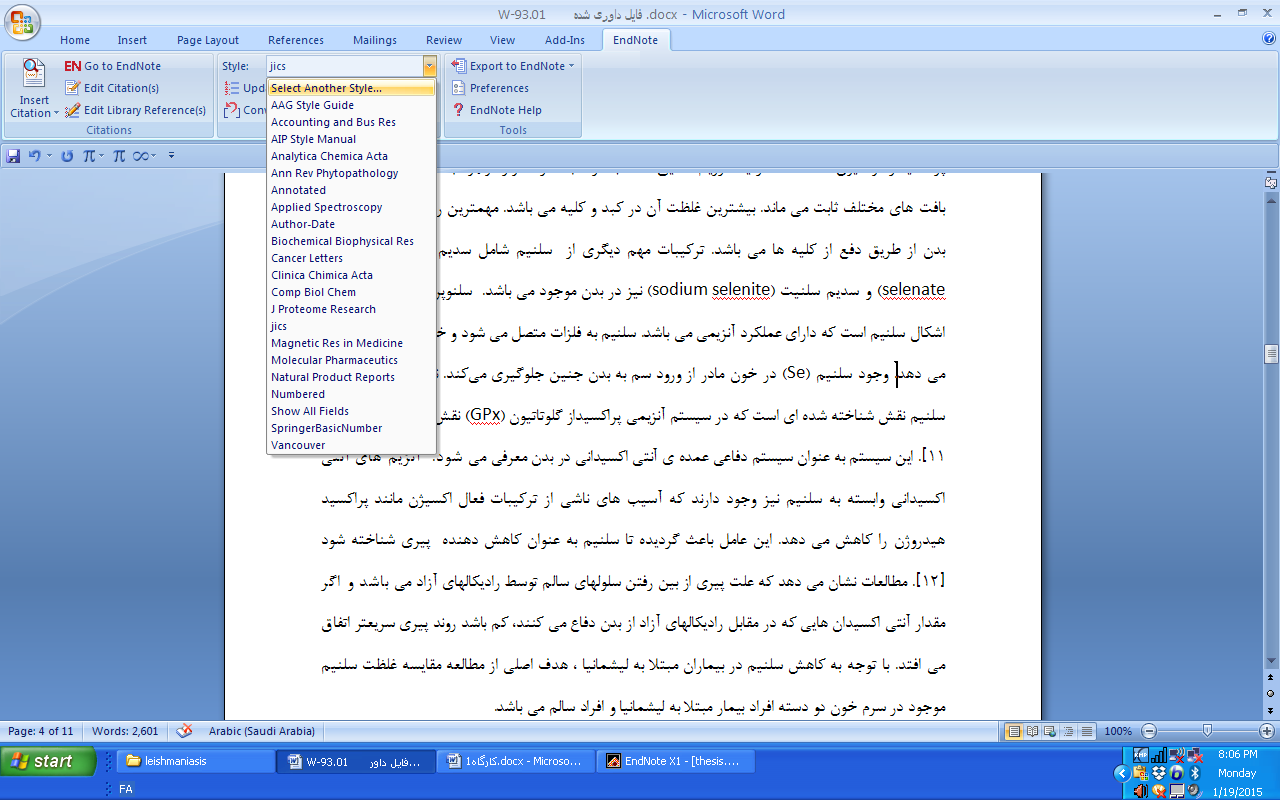 W-93.01 فایل داوری شده .docx - Microsoft Word
Home Insert Page Layout References Mailings Review View Add-Ins EndNote
Insert Citation
EN Go to EndNote
Edit Citation(s)
Edit Library Reference(s)
Citations
Style: jics
Upd
Conv
Export to EndNote
Preferences
EndNote Help
Tools
Select Another Style...
AAG Style Guide
Accounting and Bus Res
AIP Style Manual
Analytica Chemica Acta
Ann Rev Phytopathology
Annotated
Applied Spectroscopy
Author-Date
Biochemical Biophysical Res
Cancer Letters
Clinica Chimica Acta
Comp Biol Chem
J Proteome Research
jics
Magnetic Res in Medicine
Molecular Pharmaceutics
Natural Product Reports
Numbered
Show All Fields
SpringerBasicNumber
Vancouver
بافت های مختلف ثابت می ماند. بیشترین غلظت آن در کبد و کلیه می باشد. مهمترین
بدن از طریق دفع از کلیه ها می باشد. ترکیبات مهم دیگری از سلنیم شامل سدیم
selenate) و سدیم سلنیت (sodium selenite) نیز در بدن موجود می باشد.
اشکال سلنیم است که دارای عملکرد آنزیمی می باشد. سلنیم به فلزات متصل می شود و
می دهد. وجود سلنیم (Se) در خون مادر از ورود سم به بدن جنین جلوگیری می‌کند.
سلنیم نقش شناخته شده ای است که در سیستم آنزیمی پراکسیداز گلوتاتیون (GPx) نقش
۱۱]. این سیستم به عنوان سیستم دفاعی عمده ی آنتی اکسیدانی در بدن معرفی می شود. آنزیم های آنتی
اکسیدانی وابسته به سلنیم نیز وجود دارند که آسیب های ناشی از ترکیبات فعال اکسیژن مانند پراکسید
هیدروژن را کاهش می دهد. این عامل باعث گردیده تا سلنیم به عنوان کاهش دهنده پیری شناخته شود
[۱۲]. مطالعات نشان می دهد که علت پیری از بین رفتن سلولهای سالم توسط رادیکالهای آزاد می باشد و اگر
مقدار آنتی اکسیدان هایی که در مقابل رادیکالهای آزاد از بدن دفاع می کنند، کم باشد روند پیری سریعتر اتفاق
می افتد. با توجه به کاهش سلنیم در بیماران مبتلا به لیشمانیا ، هدف اصلی از مطالعه مقایسه غلظت سلنیم
موجود در سرم خون دو دسته افراد بیمار مبتلا به لیشمانیا و افراد سالم می باشد.
Page: 4 of 11 Words: 2,601 Arabic (Saudi Arabia) 100%
start leishmaniasis W-93.01 فایل داور... کارگاه1.docx - Microso... EndNote X1 - [thesis.... 8:06 PM
Monday
FA 1/19/2015